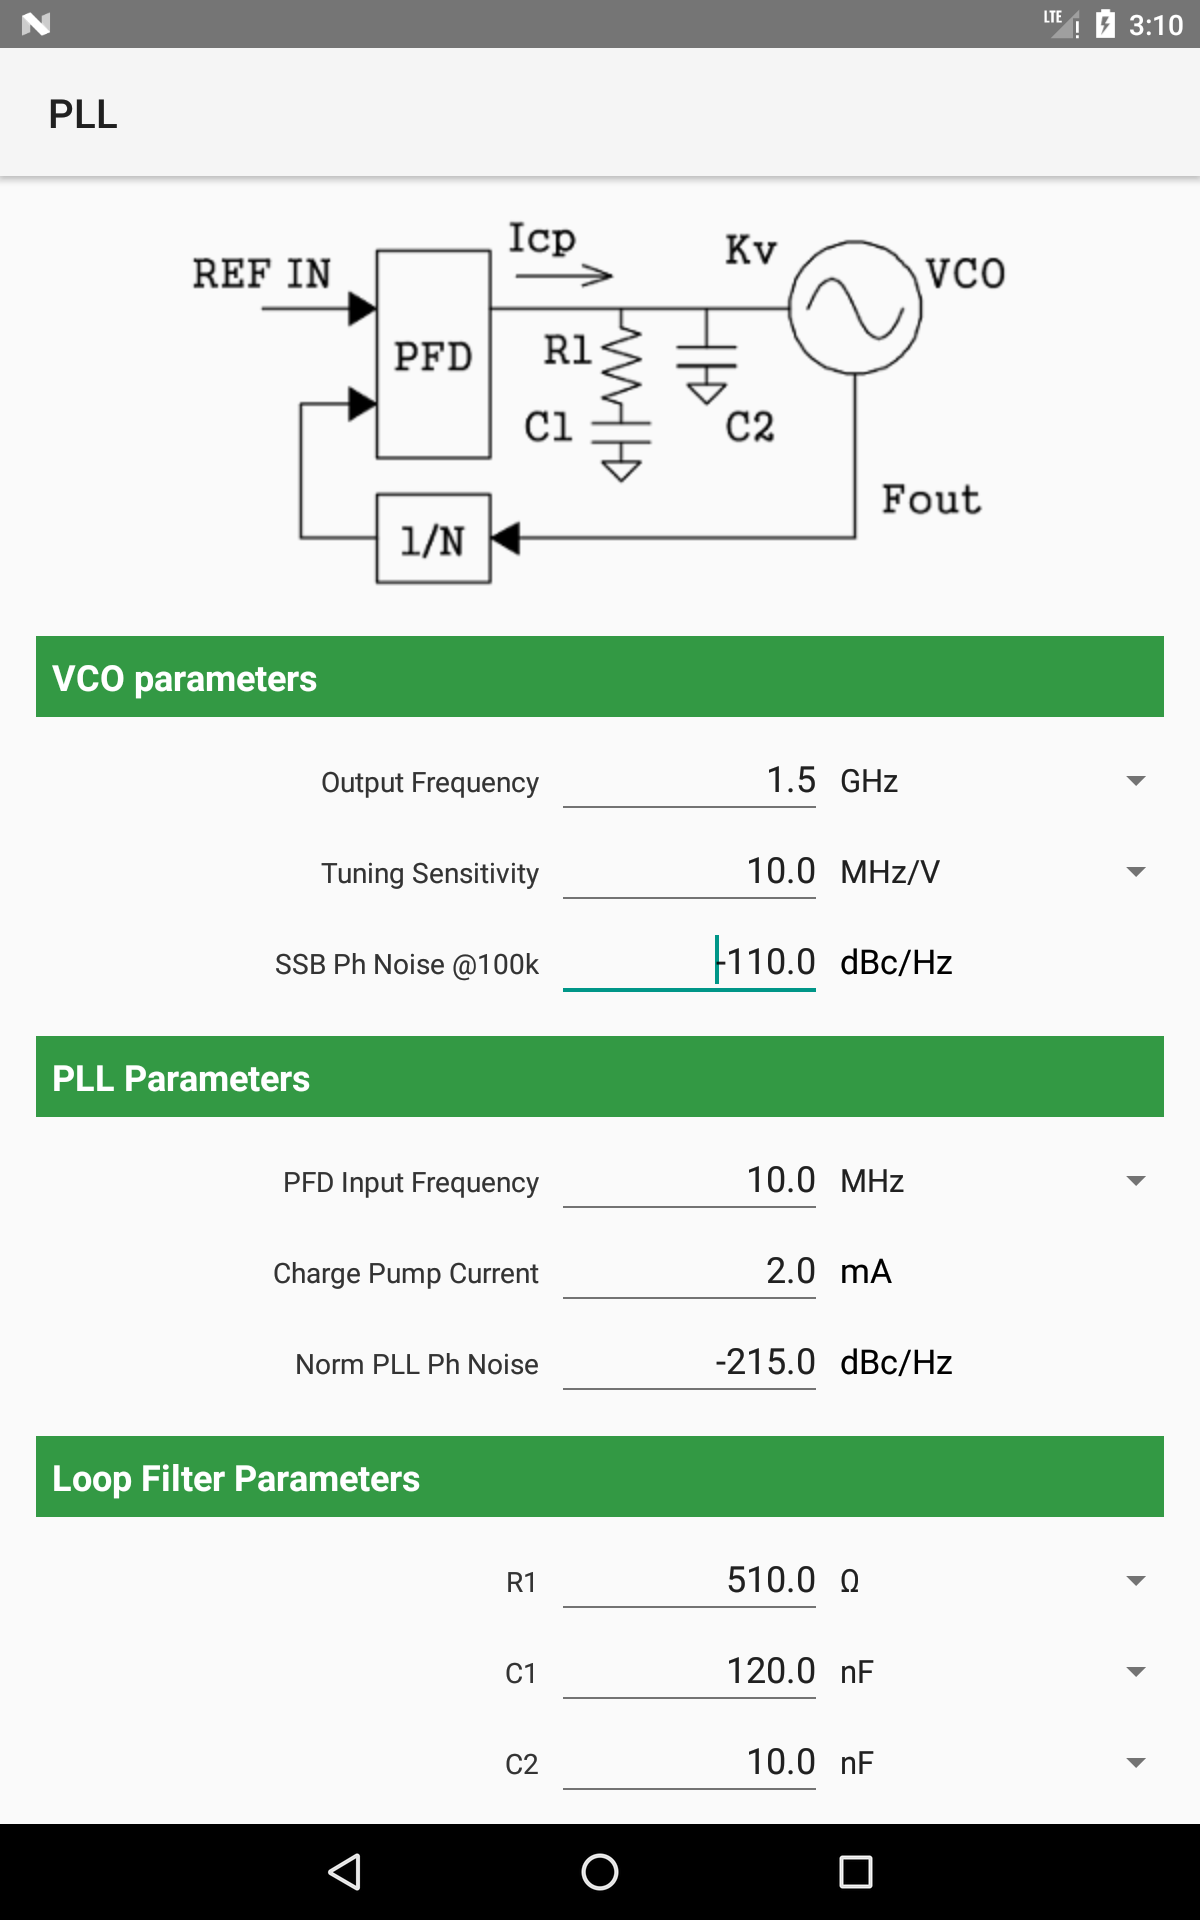 LTE 3:10
PLL
Icp
Kv
REF IN
VCO
PFD
R1
C1
C2
Fout
1/N
VCO parameters
Output Frequency 1.5 GHz
Tuning Sensitivity 10.0 MHz/V
SSB Ph Noise @100k -110.0 dBc/Hz
PLL Parameters
PFD Input Frequency 10.0 MHz
Charge Pump Current 2.0 mA
Norm PLL Ph Noise -215.0 dBc/Hz
Loop Filter Parameters
R1 510.0 Ω
C1 120.0 nF
C2 10.0 nF